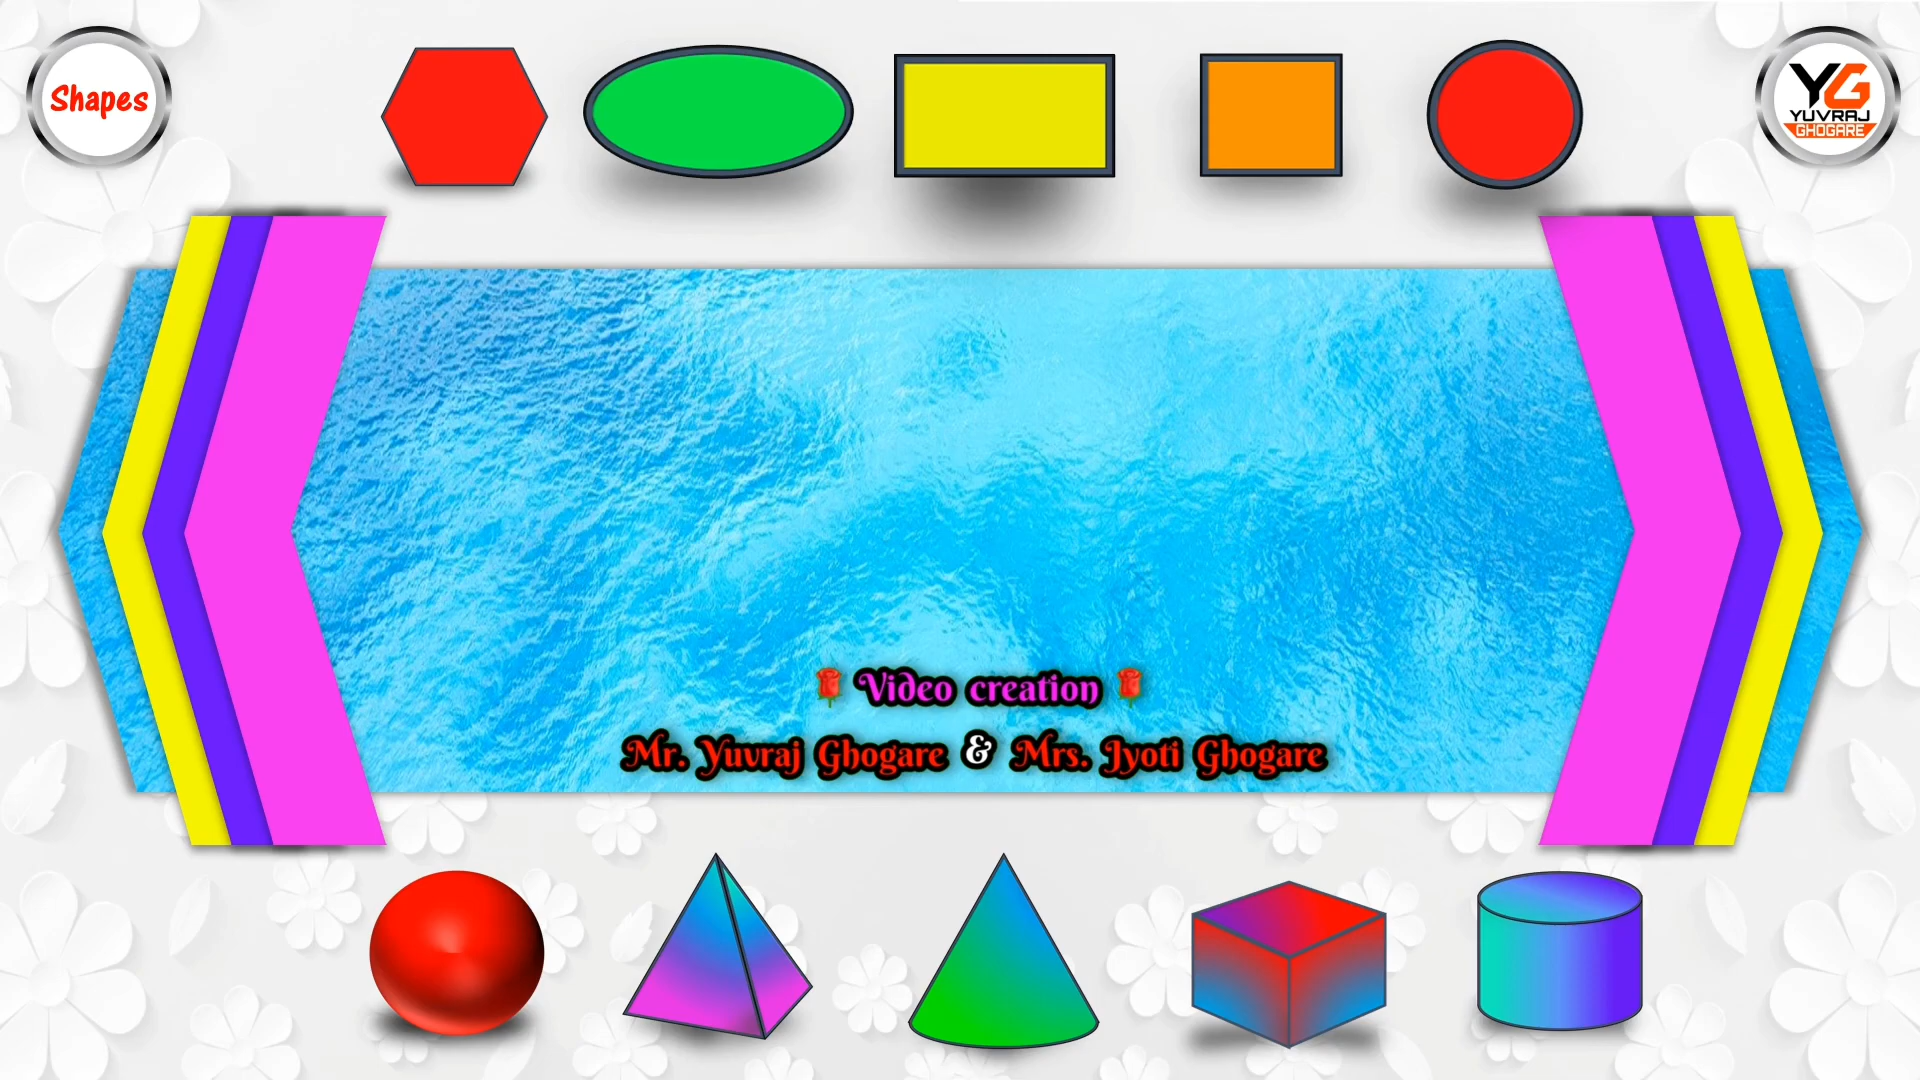 Shapes
YG
YUVRAJ
GHOGARE
Video creation
Mr. Yuvraj Ghogare & Mrs. Jyoti Ghogare